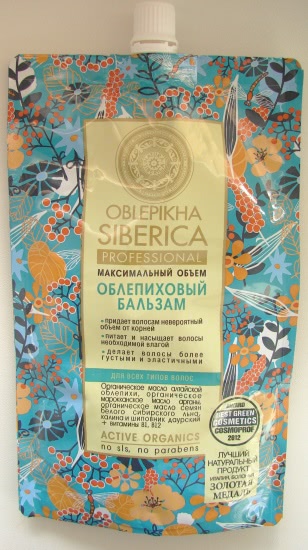 OBLEPIKHA
SIBERICA
PROFESSIONAL
МАКСИМАЛЬНЫЙ ОБЪЕМ
ОБЛЕПИХОВЫЙ
БАЛЬЗАМ
•придает волосам невероятный
объем от корней
•питает и насыщает волосы
необходимой влагой
•делает волосы более
густыми и эластичными
ДЛЯ ВСЕХ ТИПОВ ВОЛОС
Органическое масло алтайской
облепихи, органическое
марокканское масло арганы,
органическое масло семян
белого сибирского льна,
калина и шиповник даурский
+ витамины B1, B12
ACTIVE ORGANICS
no sls, no parabens
BEST GREEN
COSMETICS
COSMOPROF
2012
ЛУЧШИЙ
НАТУРАЛЬНЫЙ
ПРОДУКТ
ЗОЛОТАЯ
МЕДАЛЬ